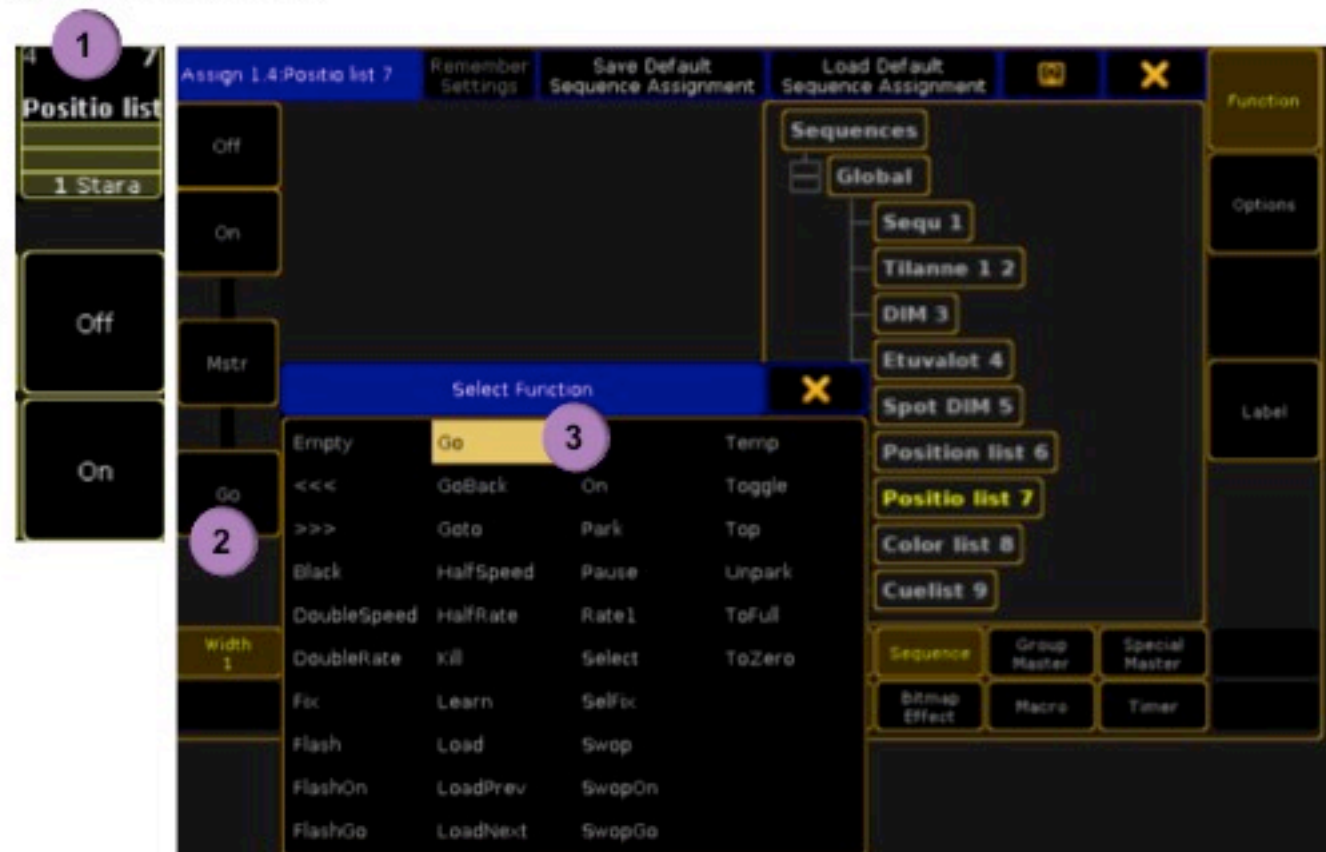 1
4 7
Positio list
1 Stara
Off
On
Assign 1.4:Positio list 7
Remember
Settings
Save Default
Sequence Assignment
Load Default
Sequence Assignment
Function
Options
Label
Off
On
Mstr
Go
2
Width
1
Sequences
Global
Sequ 1
Tilanne 1 2
DIM 3
Etuvalot 4
Spot DIM 5
Position list 6
Positio list 7
Color list 8
Cuelist 9
Select Function
3
Empty Go Temp
<<< GoBack On Toggle
>>> Goto Park Top
Black HalfSpeed Pause Unpark
DoubleSpeed HalfRate Rate1 ToFull
DoubleRate Kill Select ToZero
Fix Learn SelFix
Flash Load Swop
FlashOn LoadPrev SwopOn
FlashGo LoadNext SwopGo
Sequence
Group
Master
Special
Master
Bitmap
Effect
Macro
Timer